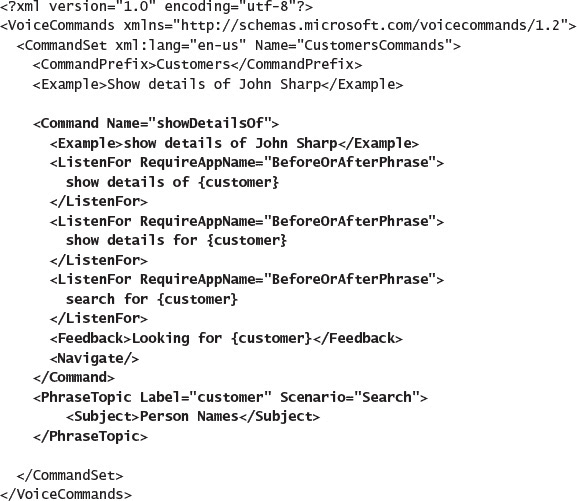 <?xml version="1.0" encoding="utf-8"?>
<VoiceCommands xmlns="http://schemas.microsoft.com/voicecommands/1.2">
  <CommandSet xml:lang="en-us" Name="CustomersCommands">
    <CommandPrefix>Customers</CommandPrefix>
    <Example>Show details of John Sharp</Example>

    <Command Name="showDetailsOf">
      <Example>show details of John Sharp</Example>
      <ListenFor RequireAppName="BeforeOrAfterPhrase">
        show details of {customer}
      </ListenFor>
      <ListenFor RequireAppName="BeforeOrAfterPhrase">
        show details for {customer}
      </ListenFor>
      <ListenFor RequireAppName="BeforeOrAfterPhrase">
        search for {customer}
      </ListenFor>
      <Feedback>Looking for {customer}</Feedback>
      <Navigate/>
    </Command>
    <PhraseTopic Label="customer" Scenario="Search">
        <Subject>Person Names</Subject>
    </PhraseTopic>

  </CommandSet>
</VoiceCommands>